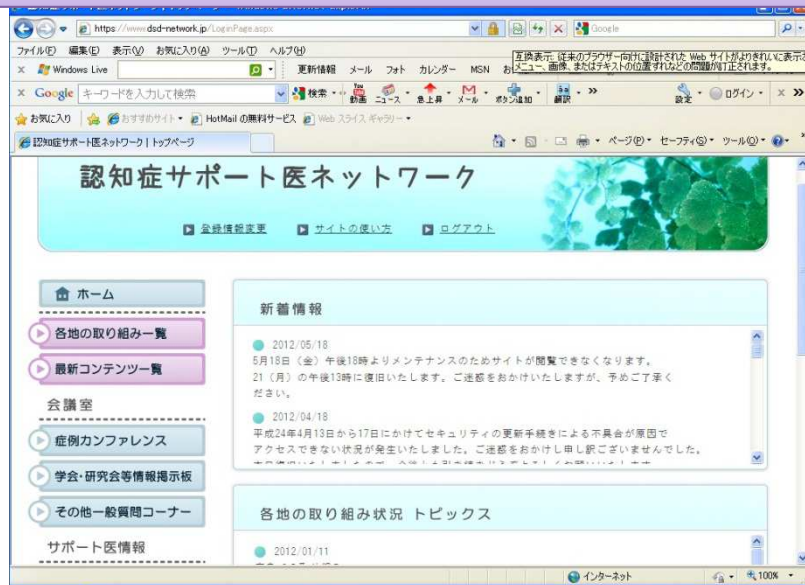 https://www.dsd-network.jp/LoginPage.aspx
Google
ファイル(F) 編集(E) 表示(V) お気に入り(A) ツール(T) ヘルプ(H)
互換表示: 従来のブラウザー向けに設計された Web サイトがよりきれいに表示
メニュー、画像、またはテキストの位置ずれなどの問題が訂正されます。
x Windows Live 更新情報 メール フォト カレンダー MSN
x Google キーワードを入力して検索 検索 動画 ニュース 急上昇 メール ボタン追加 翻訳 » 設定 ログイン x »
お気に入り おすすめサイト HotMail の無料サービス Web スライス ギャラリー
認知症サポート医ネットワーク | トップページ ページ(P) セーフティ(S) ツール(O) »
認知症サポート医ネットワーク
登録情報変更 サイトの使い方 ログアウト
ホーム
各地の取り組み一覧
最新コンテンツ一覧
会議室
症例カンファレンス
学会・研究会等情報掲示板
その他一般質問コーナー
サポート医情報
新着情報
2012/05/18
5月18日（金）午後18時よりメンテナンスのためサイトが閲覧できなくなります。
21（月）の午後13時に復旧いたします。ご迷惑をおかけいたしますが、予めご了承く
ださい。
2012/04/18
平成24年4月13日から17日にかけてセキュリティの更新手続きによる不具合が原因で
アクセスできない状況が発生いたしました。ご迷惑をおかけし申し訳ございませんでした。
各地の取り組み状況 トピックス
2012/01/11
インターネット 100%